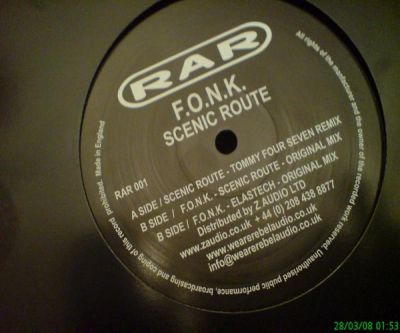 RAR
F.O.N.K.
SCENIC ROUTE
RAR 001
A SIDE / SCENIC ROUTE - TOMMY FOUR SEVEN REMIX
B SIDE / F.O.N.K. - SCENIC ROUTE - ORIGINAL MIX
B SIDE / F.O.N.K. - ELASTECH - ORIGINAL MIX
Distributed by Z AUDIO LTD
www.zaudio.co.uk + 44 (0) 208 438 8877
www.wearerebelaudio.co.uk
info@wearerebelaudio.co.uk
All rights of the manufacturer and the owner of the recorded work reserved. Unauthorised public performance, broadcasting and copying of this record prohibited. Made in England
28/03/08 01:53